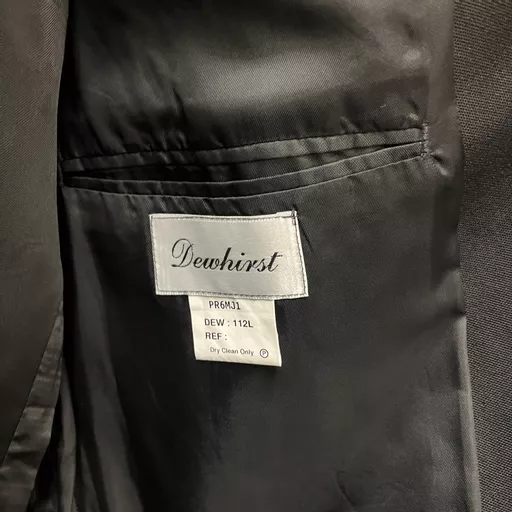 Dewhirst
PR6MJ1
DEW : 112L
REF :
Dry Clean Only Ⓟ